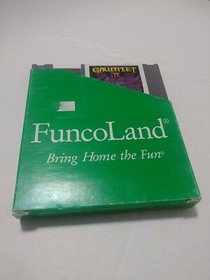 GAUNTLET
II
FuncoLand®
Bring Home the Fun®